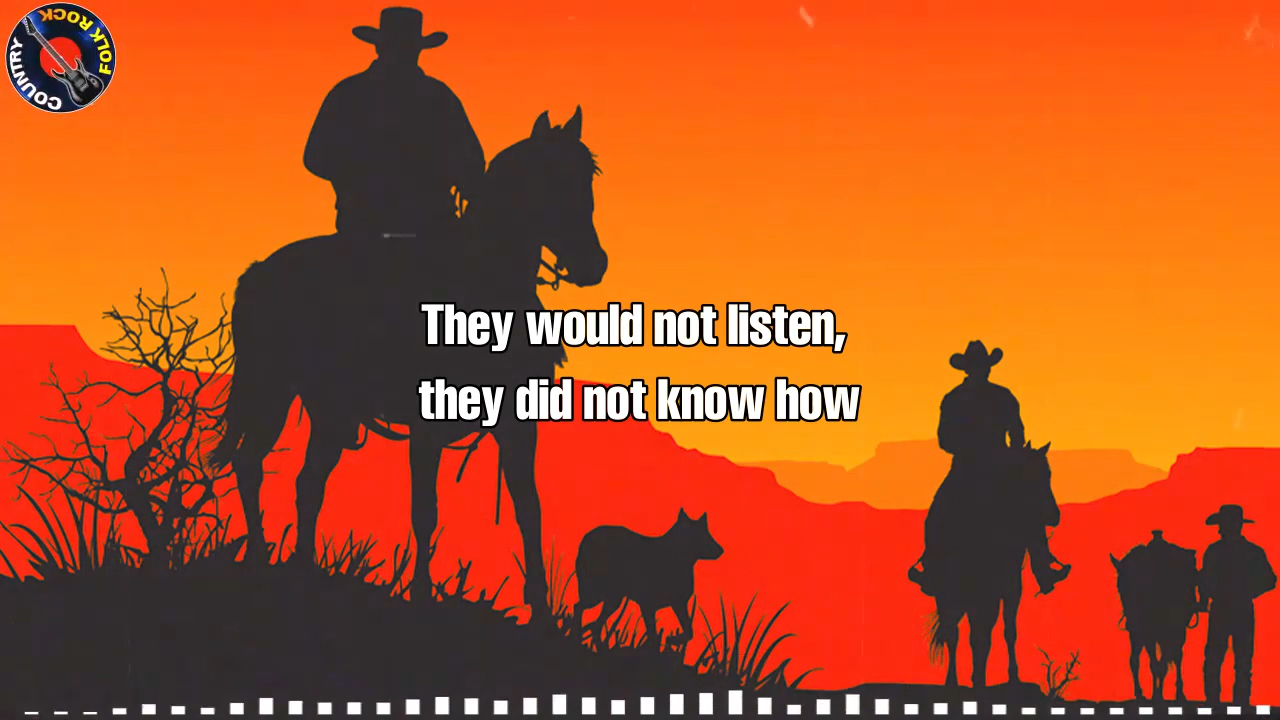 COUNTRY
FOLK ROCK
They would not listen,
they did not know how